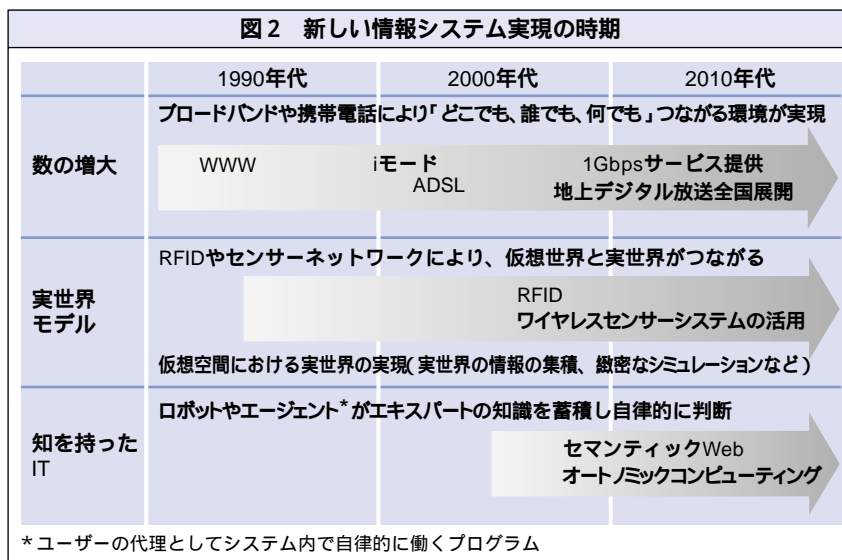 図2 新しい情報システム実現の時期
1990年代 2000年代 2010年代
数の増大
ブロードバンドや携帯電話により「どこでも、誰でも、何でも」つながる環境が実現
WWW iモード 1Gbpsサービス提供
ADSL 地上デジタル放送全国展開
実世界
モデル
RFIDやセンサーネットワークにより、仮想世界と実世界がつながる
RFID
ワイヤレスセンサーシステムの活用
仮想空間における実世界の実現(実世界の情報の集積、緻密なシミュレーションなど)
知を持った
IT
ロボットやエージェント*がエキスパートの知識を蓄積し自律的に判断
セマンティックWeb
オートノミックコンピューティング
*ユーザーの代理としてシステム内で自律的に働くプログラム